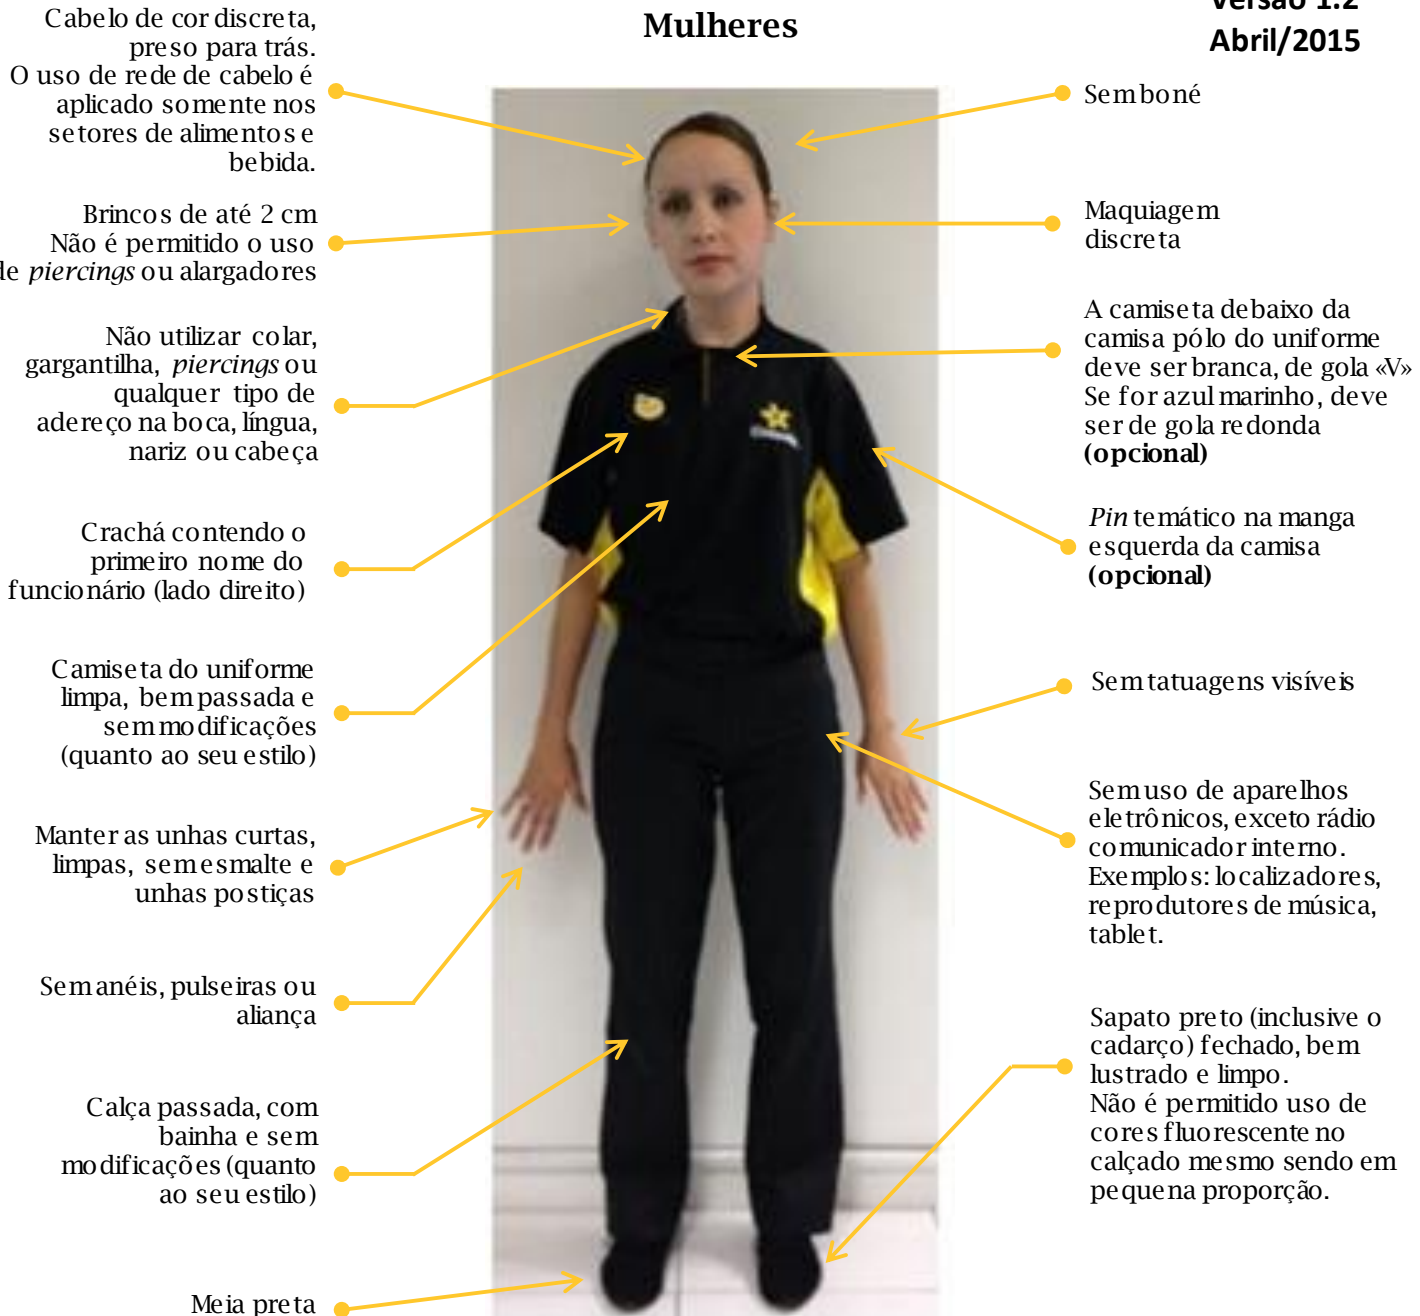 Mulheres
Versão 1.2
Abril/2015
Cabelo de cor discreta,
preso para trás.
O uso de rede de cabelo é
aplicado somente nos
setores de alimentos e
bebida.
Brincos de até 2 cm
Não é permitido o uso
de piercings ou alargadores
Não utilizar colar,
gargantilha, piercings ou
qualquer tipo de
adereço na boca, língua,
nariz ou cabeça
Crachá contendo o
primeiro nome do
funcionário (lado direito)
Camiseta do uniforme
limpa, bem passada e
sem modificações
(quanto ao seu estilo)
Manter as unhas curtas,
limpas, sem esmalte e
unhas postiças
Sem anéis, pulseiras ou
aliança
Calça passada, com
bainha e sem
modificações (quanto
ao seu estilo)
Meia preta
Sem boné
Maquiagem
discreta
A camiseta debaixo da
camisa pólo do uniforme
deve ser branca, de gola «V»
Se for azul marinho, deve
ser de gola redonda
(opcional)
Pin temático na manga
esquerda da camisa
(opcional)
Sem tatuagens visíveis
Sem uso de aparelhos
eletrônicos, exceto rádio
comunicador interno.
Exemplos: localizadores,
reprodutores de música,
tablet.
Sapato preto (inclusive o
cadarço) fechado, bem
lustrado e limpo.
Não é permitido uso de
cores fluorescente no
calçado mesmo sendo em
pequena proporção.